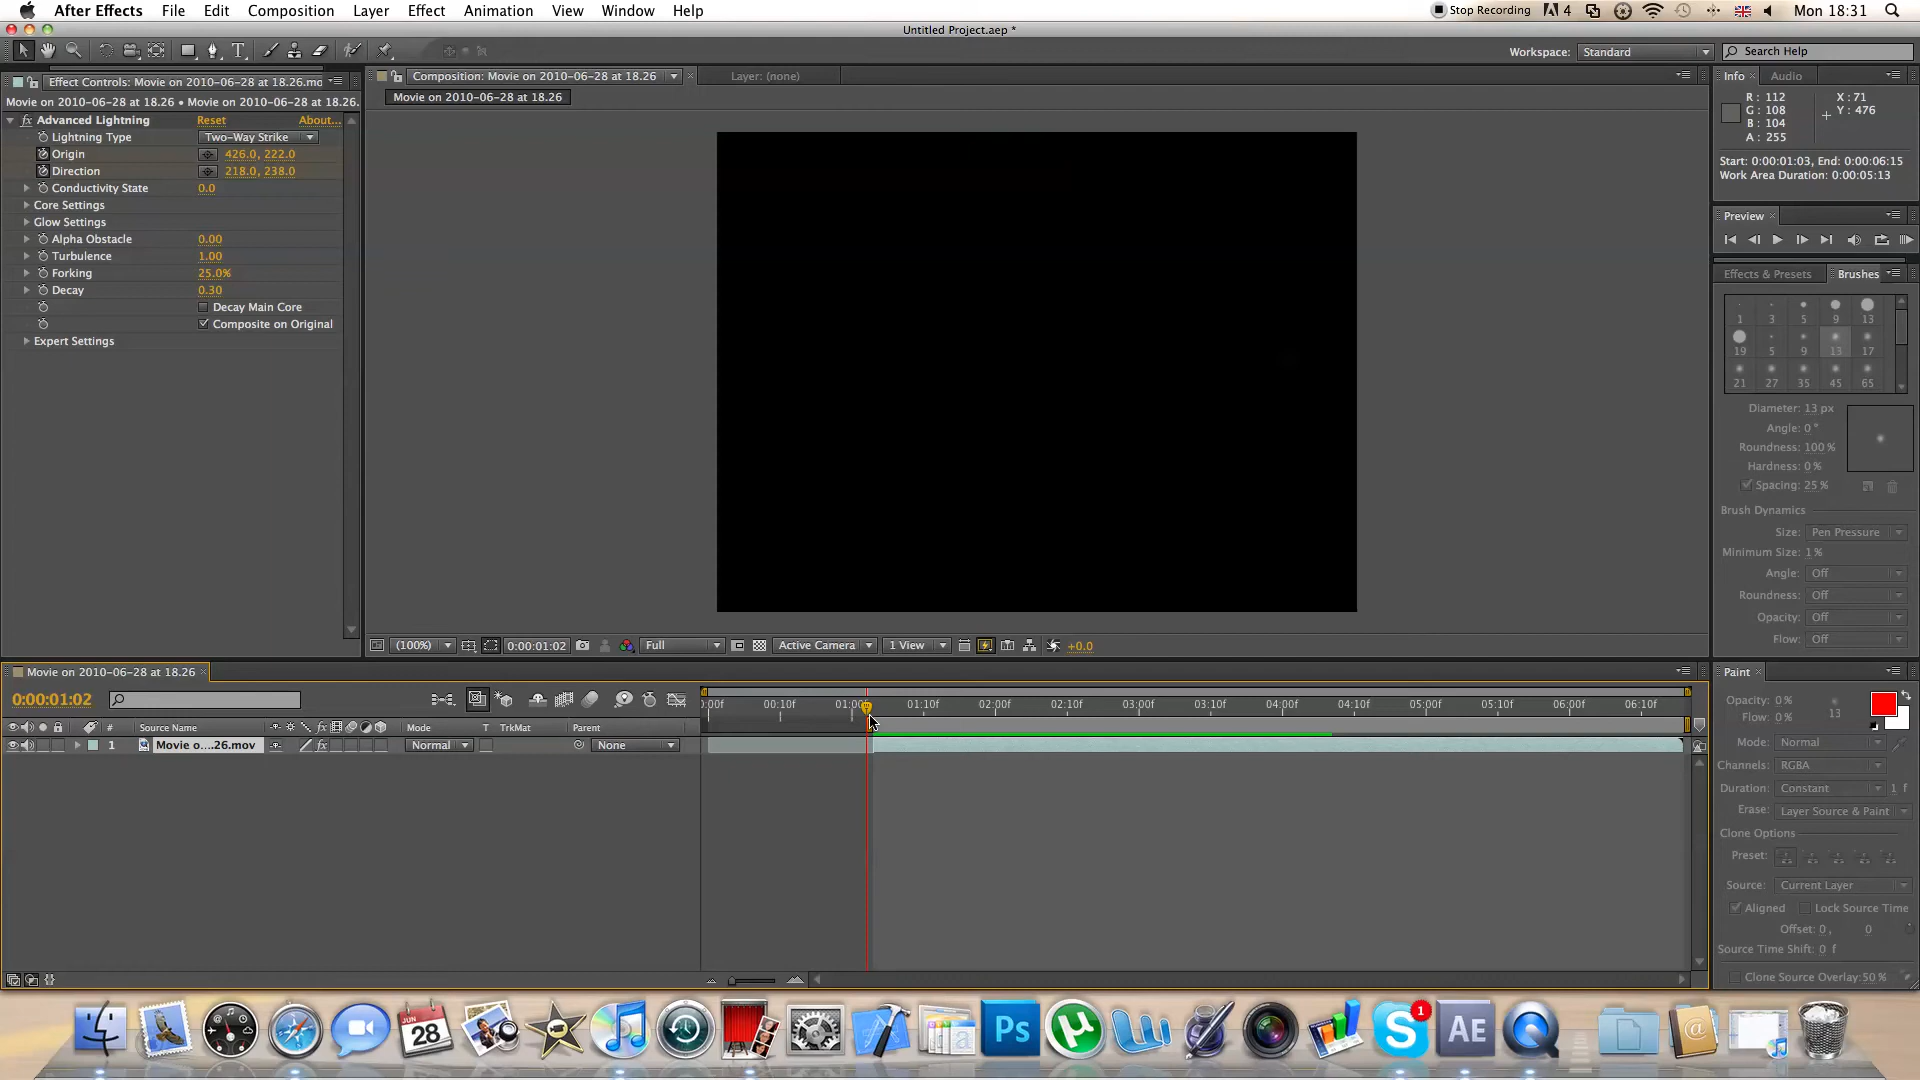 After Effects File Edit Composition Layer Effect Animation View Window Help Stop Recording 4 Mon 18:31
Untitled Project.aep *
Workspace: Standard Search Help
Effect Controls: Movie on 2010-06-28 at 18.26.mo
Movie on 2010-06-28 at 18.26 • Movie on 2010-06-28 at 18.26.
Advanced Lightning Reset About...
Lightning Type Two-Way Strike
Origin 426.0, 222.0
Direction 218.0, 238.0
Conductivity State 0.0
Core Settings
Glow Settings
Alpha Obstacle 0.00
Turbulence 1.00
Forking 25.0%
Decay 0.30
Decay Main Core
Composite on Original
Expert Settings
Composition: Movie on 2010-06-28 at 18.26 Layer: (none)
Movie on 2010-06-28 at 18.26
(100%) 0:00:01:02 Full Active Camera 1 View +0.0
Info Audio
R: 112 X: 71
G: 108 Y: 476
B: 104
A: 255
Start: 0:00:01:03, End: 0:00:06:15
Work Area Duration: 0:00:05:13
Preview
Effects & Presets Brushes
1 3 5 9 13
19 5 9 13 17
21 27 35 45 65
Diameter: 13 px
Angle: 0 °
Roundness: 100 %
Hardness: 0 %
Spacing: 25 %
Brush Dynamics
Size: Pen Pressure
Minimum Size: 1 %
Angle: Off
Roundness: Off
Opacity: Off
Flow: Off
Movie on 2010-06-28 at 18.26
0:00:01:02
:00f 00:10f 01:00f 01:10f 02:00f 02:10f 03:00f 03:10f 04:00f 04:10f 05:00f 05:10f 06:00f 06:10f
# Source Name Mode T TrkMat Parent
1 Movie o....26.mov Normal None
Paint
Opacity: 0 %
Flow: 0 % 13
Mode: Normal
Channels: RGBA
Duration: Constant 1 f
Erase: Layer Source & Paint
Clone Options
Preset:
Source: Current Layer
Aligned Lock Source Time
Offset: 0 , 0
Source Time Shift: 0 f
Clone Source Overlay: 50 %
JUN
28
Ps
1
AE